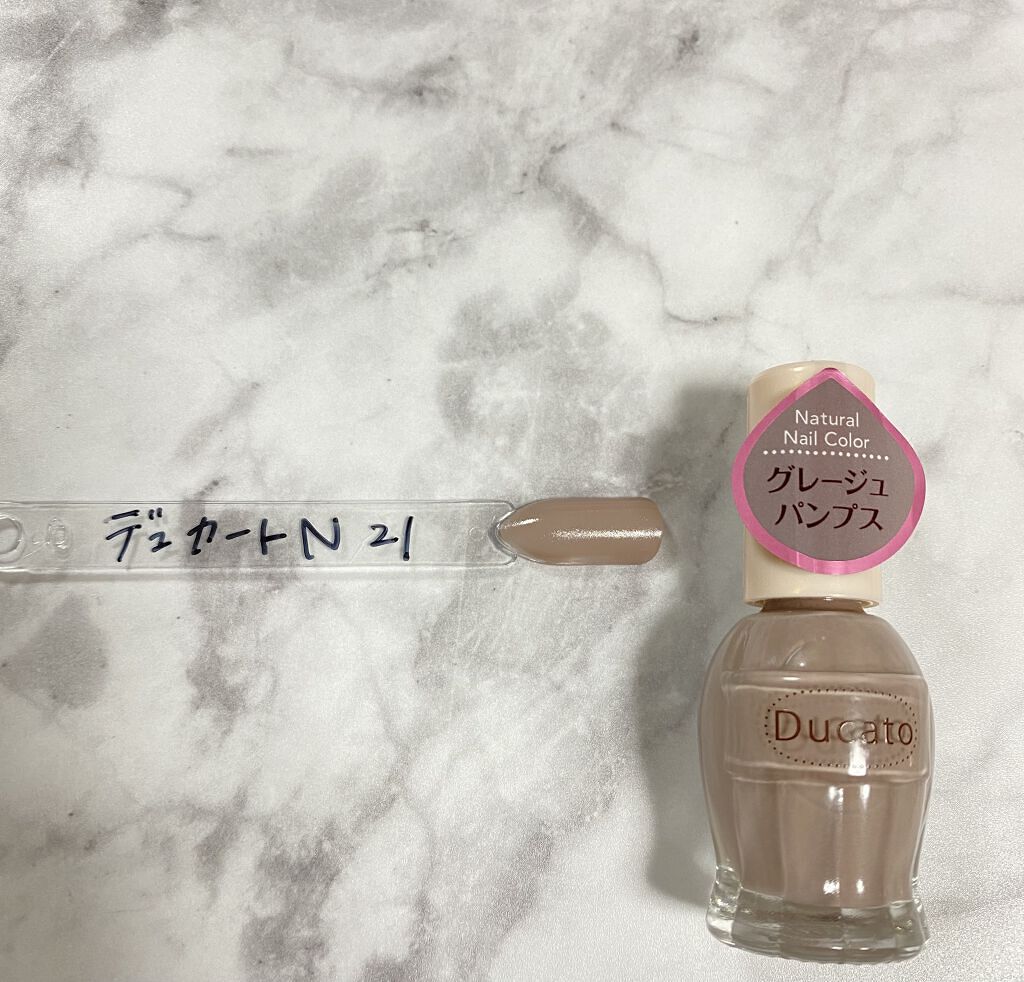 デュカートN 21
Natural
Nail Color
グレージュ
パンプス
Ducato